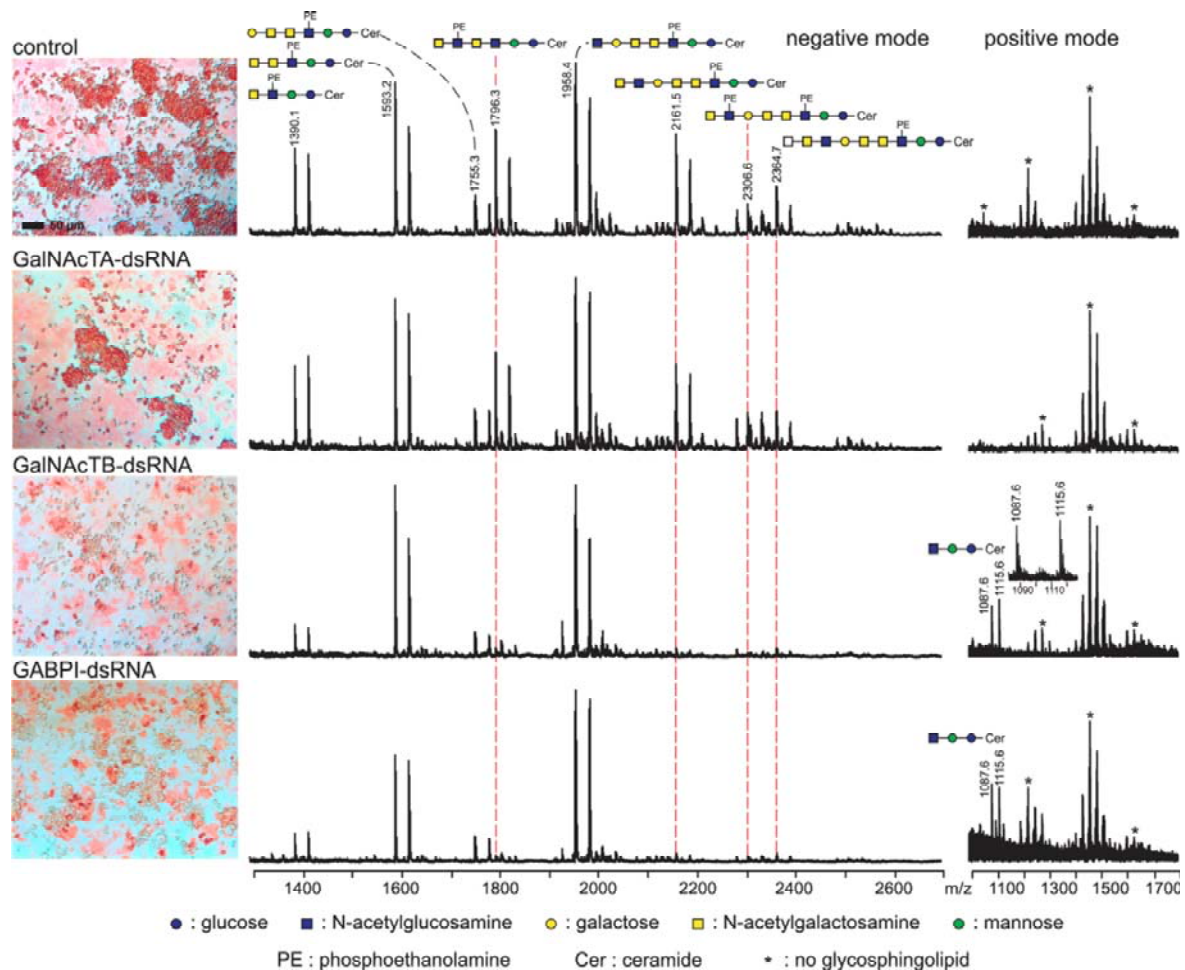 control
PE
Cer
PE
Cer
PE
Cer
PE
Cer
PE
Cer
PE
Cer
PE
PE
Cer
PE
Cer
negative mode
positive mode
1390.1
1593.2
1755.3
1796.3
1958.4
2161.5
2306.6
2364.7
*
*
*
*
50 μm
GalNAcTA-dsRNA
*
*
*
GalNAcTB-dsRNA
Cer
1087.6
1115.6
1090 1110
1087.6
1115.6
*
*
*
GABPI-dsRNA
Cer
1087.6
1115.6
*
*
*
1400 1600 1800 2000 2200 2400 2600 m/z 1100 1300 1500 1700
: glucose : N-acetylglucosamine : galactose : N-acetylgalactosamine : mannose
PE : phosphoethanolamine Cer : ceramide * : no glycosphingolipid